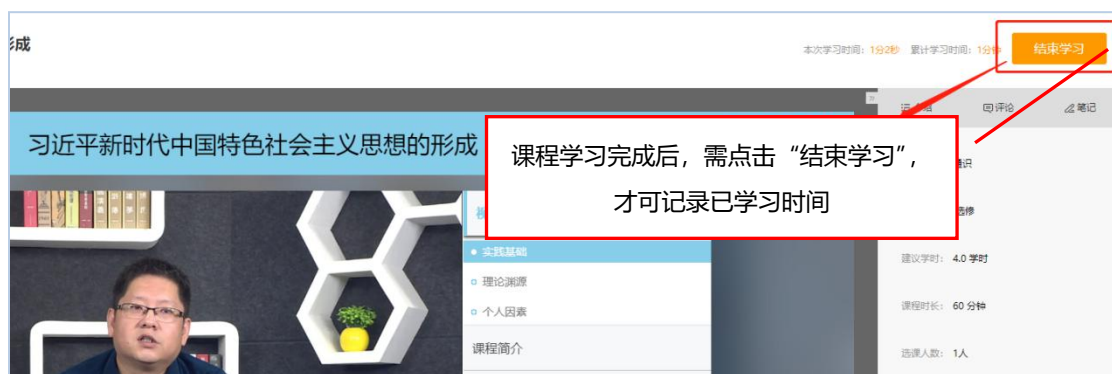 形成
本次学习时间：1分2秒 累计学习时间：1分钟
结束学习
评论
笔记
习近平新时代中国特色社会主义思想的形成
课程学习完成后，需点击“结束学习”，
才可记录已学习时间
实践基础
理论渊源
个人因素
课程简介
建议学时： 4.0 学时
课程时长： 60 分钟
选课人数： 1人